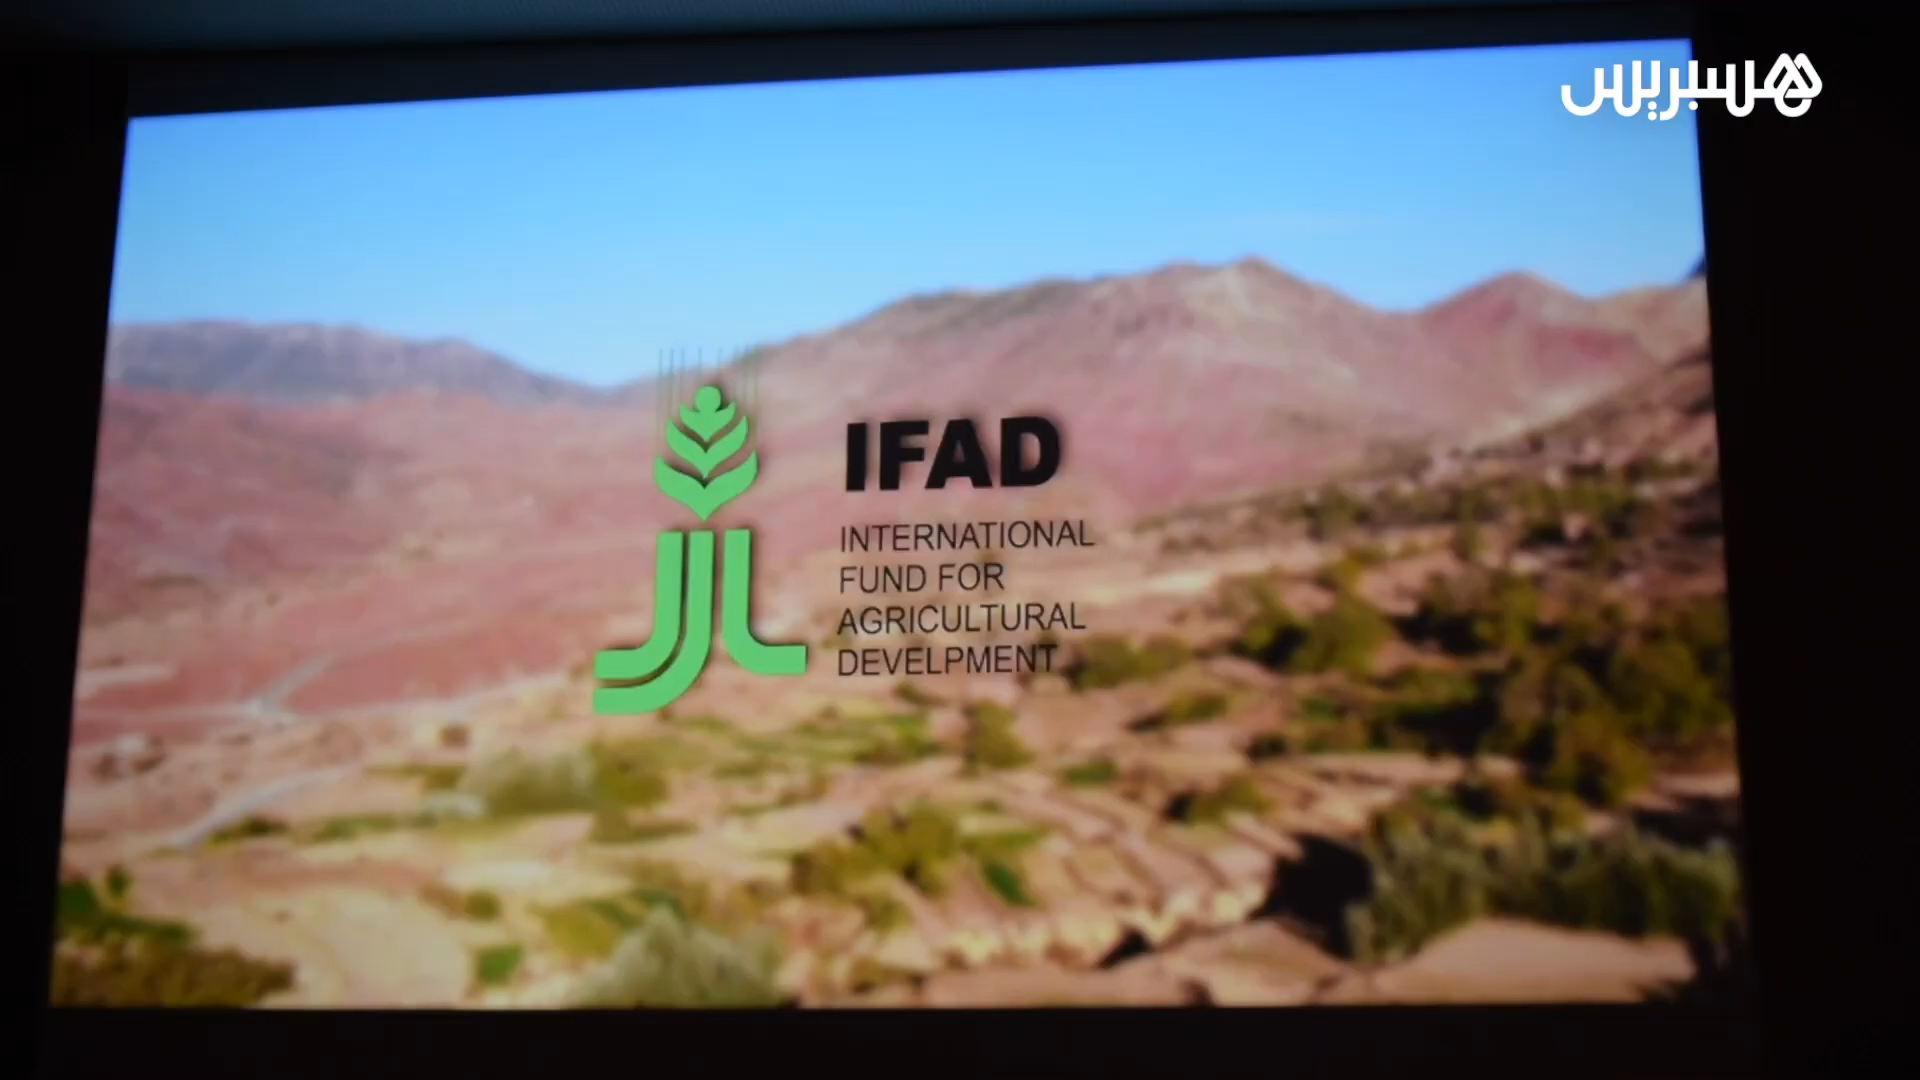 هسبريس
IFAD
INTERNATIONAL
FUND FOR
AGRICULTURAL
DEVELPMENT